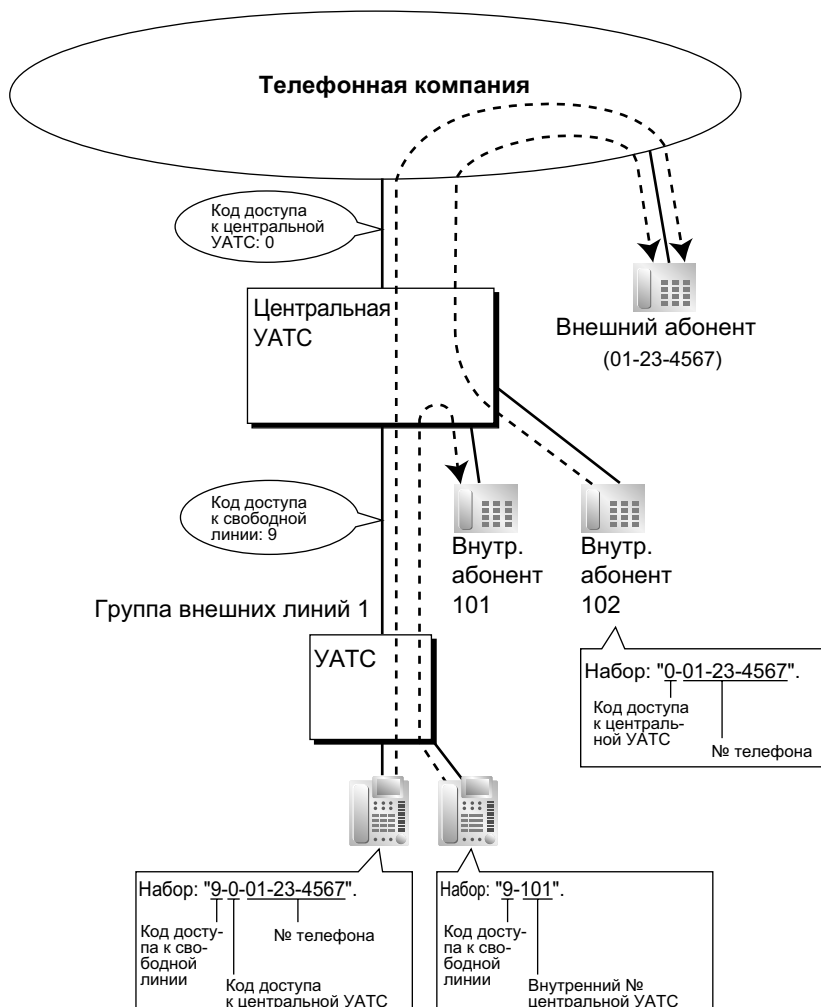 Телефонная компания
Код доступа
к центральной
УАТС: 0
Центральная
УАТС
Внешний абонент
(01-23-4567)
Код доступа
к свободной
линии: 9
Внутр.
абонент
101
Внутр.
абонент
102
Группа внешних линий 1
УАТС
Набор: "0-01-23-4567".
Код доступа
к централь-
ной УАТС
№ телефона
Набор: "9-0-01-23-4567".
Код досту-
па к сво-
бодной
линии
№ телефона
Код доступа
к центральной УАТС
Набор: "9-101".
Код досту-
па к сво-
бодной
линии
Внутренний №
центральной УАТС